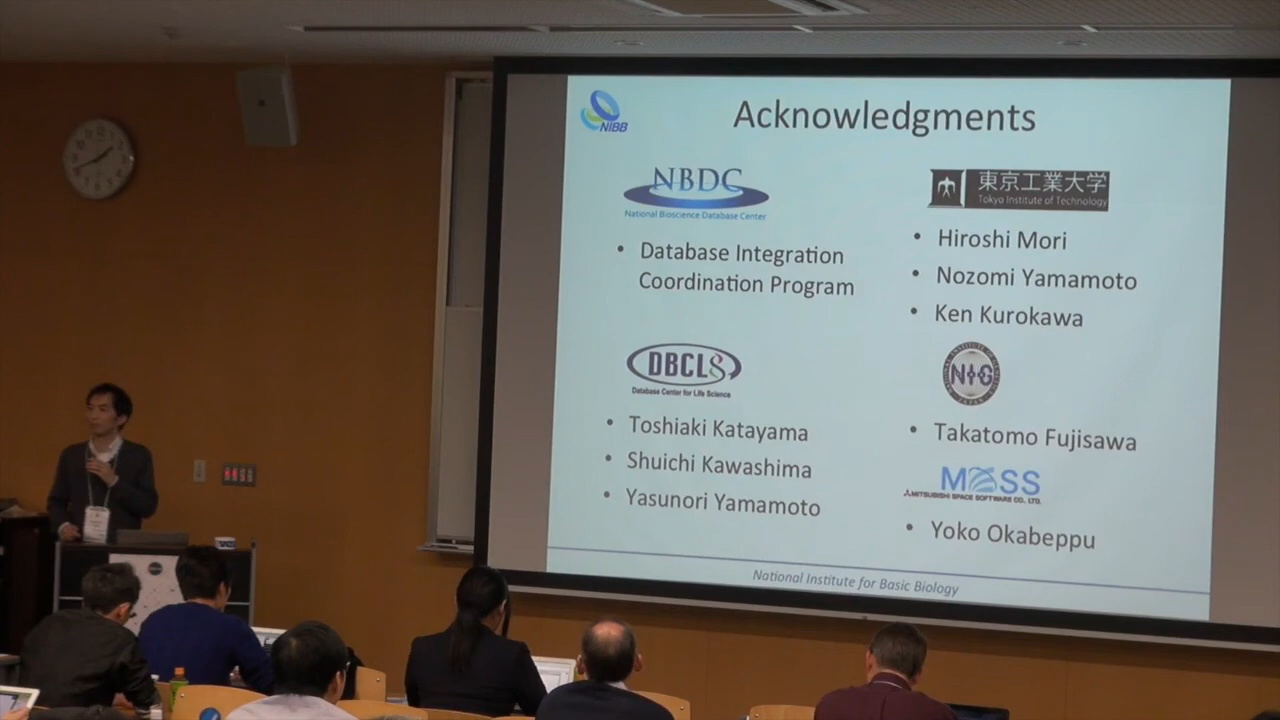 Acknowledgments
NIBB
NBDC
National Bioscience Database Center
• Database Integration
Coordination Program
DBCLS
Database Center for Life Science
• Toshiaki Katayama
• Shuichi Kawashima
• Yasunori Yamamoto
東京工業大学
Tokyo Institute of Technology
• Hiroshi Mori
• Nozomi Yamamoto
• Ken Kurokawa
NIG
• Takatomo Fujisawa
MSS
MITSUBISHI SPACE SOFTWARE CO., LTD.
• Yoko Okabeppu
National Institute for Basic Biology